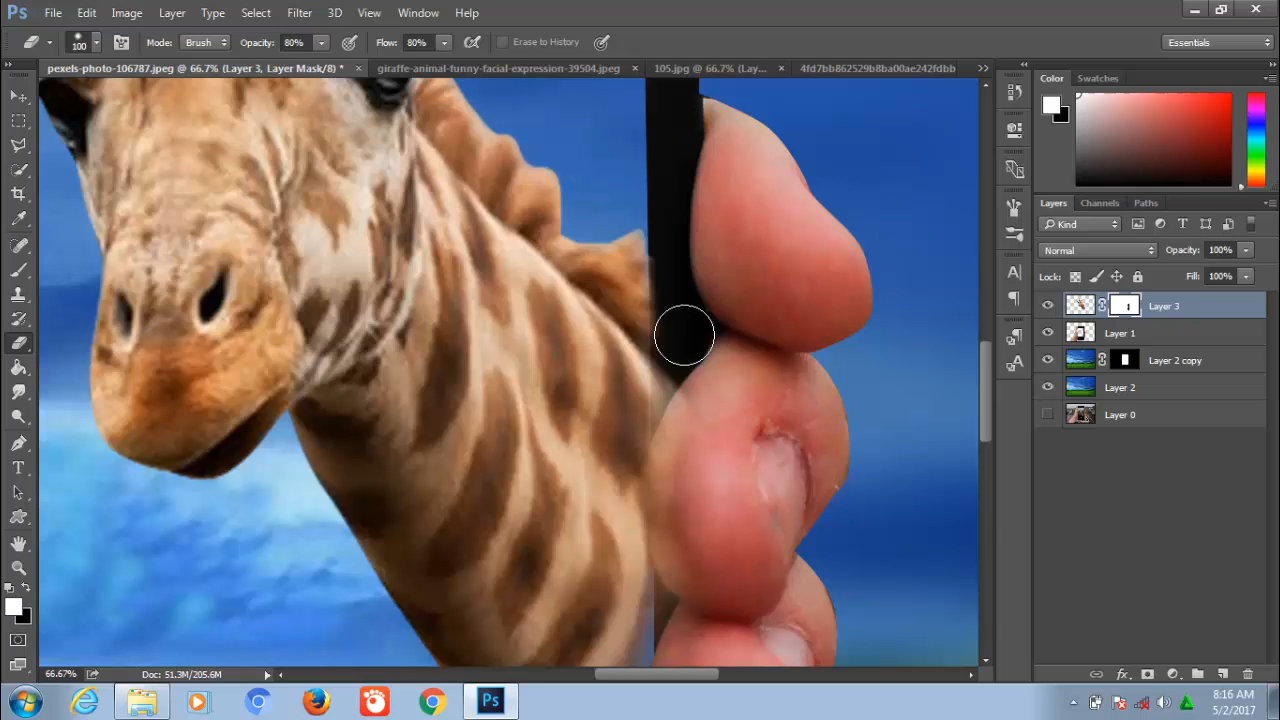 Ps File Edit Image Layer Type Select Filter 3D View Window Help
100 Mode: Brush Opacity: 80% Flow: 80% Erase to History Essentials
pexels-photo-106787.jpeg @ 66.7% (Layer 3, Layer Mask/8) * × giraffe-animal-funny-facial-expression-39504.jpeg × 105.jpg @ 66.7% (Lay... × 4fd7bb862529b8ba00ae242fdbb
Color Swatches
Layers Channels Paths
Kind
Normal Opacity: 100%
Lock: Fill: 100%
Layer 3
Layer 1
Layer 2 copy
Layer 2
Layer 0
66.67% Doc: 51.3M/205.6M
Ps 8:16 AM
5/2/2017